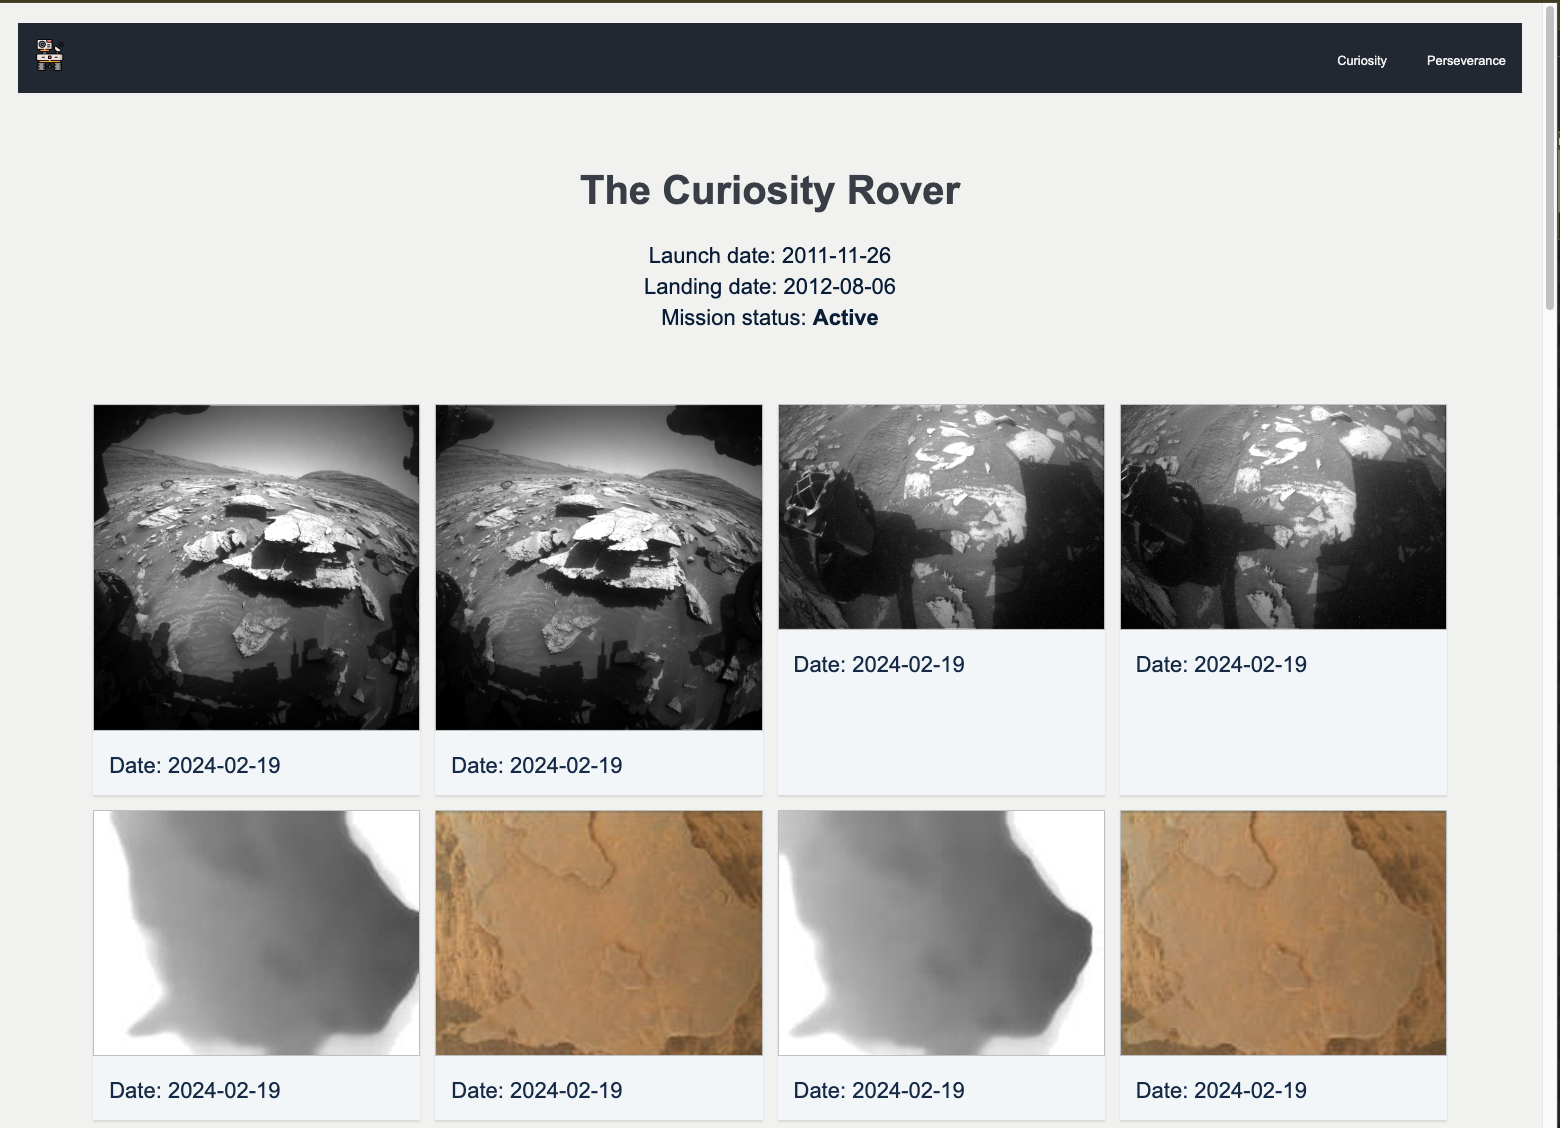 Curiosity
Perseverance
The Curiosity Rover
Launch date: 2011-11-26
Landing date: 2012-08-06
Mission status: Active
Date: 2024-02-19
Date: 2024-02-19
Date: 2024-02-19
Date: 2024-02-19
Date: 2024-02-19
Date: 2024-02-19
Date: 2024-02-19
Date: 2024-02-19